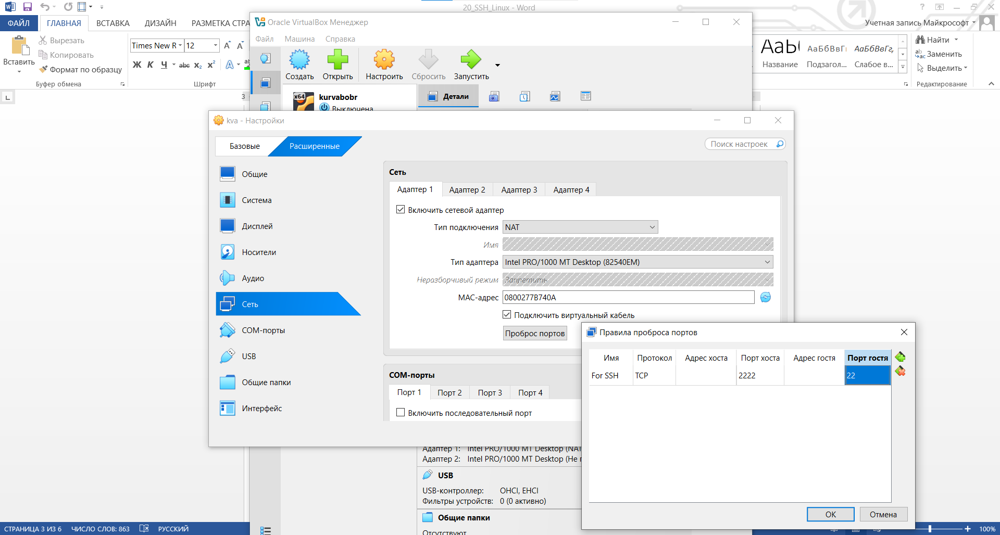 20_SSH_Linux - Word
ФАЙЛ ГЛАВНАЯ ВСТАВКА ДИЗАЙН РАЗМЕТКА СТРА
Учетная запись Майкрософт
Вставить
Вырезать
Копировать
Формат по образцу
Буфер обмена
Times New R 12
Ж К Ч abc x₂ x² A ab
Шрифт
АаБ АаБбВвГг АаБбВвГг,
Название Подзагол... Слабое в...
Найти
Заменить
Выделить
Редактирование
3
Oracle VirtualBox Менеджер
Файл Машина Справка
Создать Открыть Настроить Сбросить Запустить
x64 kurvabobr
Выключена
Детали
kva - Настройки
Базовые Расширенные
Поиск настроек
Общие
Система
Дисплей
Носители
Аудио
Сеть
COM-порты
USB
Общие папки
Интерфейс
Сеть
Адаптер 1 Адаптер 2 Адаптер 3 Адаптер 4
Включить сетевой адаптер
Тип подключения NAT
Имя
Тип адаптера Intel PRO/1000 MT Desktop (82540EM)
Неразборчивый режим Запретить
MAC-адрес 0800277B740A
Подключить виртуальный кабель
Проброс портов
COM-порты
Порт 1 Порт 2 Порт 3 Порт 4
Включить последовательный порт
Правила проброса портов
Имя Протокол Адрес хоста Порт хоста Адрес гостя Порт гостя
For SSH TCP 2222 22
OK Отмена
Адаптер 1: Intel PRO/1000 MT Desktop (NAT
Адаптер 2: Intel PRO/1000 MT Desktop (Не п
USB
USB-контроллер: OHCI, EHCI
Фильтры устройств: 0 (0 активно)
Общие папки
Отсутствуют
СТРАНИЦА 3 ИЗ 6 ЧИСЛО СЛОВ: 863 РУССКИЙ
100%